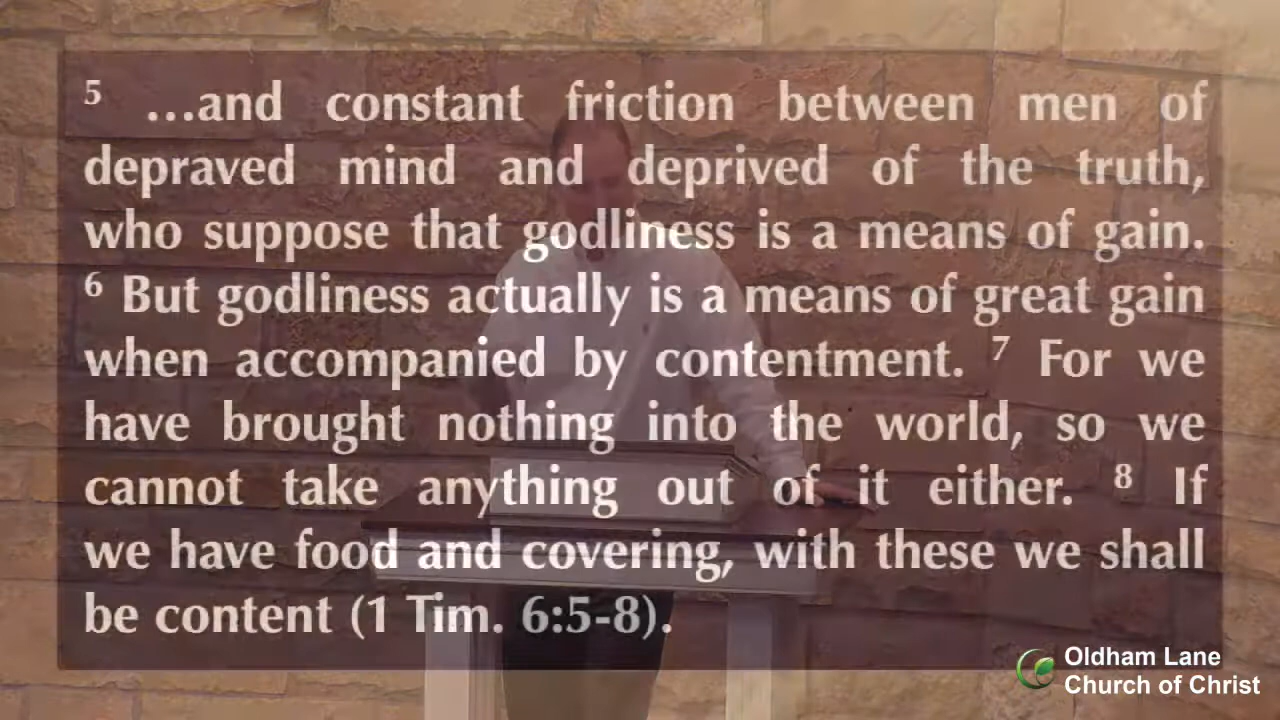 ⁵ …and constant friction between men of
depraved mind and deprived of the truth,
who suppose that godliness is a means of gain.
⁶ But godliness actually is a means of great gain
when accompanied by contentment. ⁷ For we
have brought nothing into the world, so we
cannot take anything out of it either. ⁸ If
we have food and covering, with these we shall
be content (1 Tim. 6:5-8).
Oldham Lane
Church of Christ